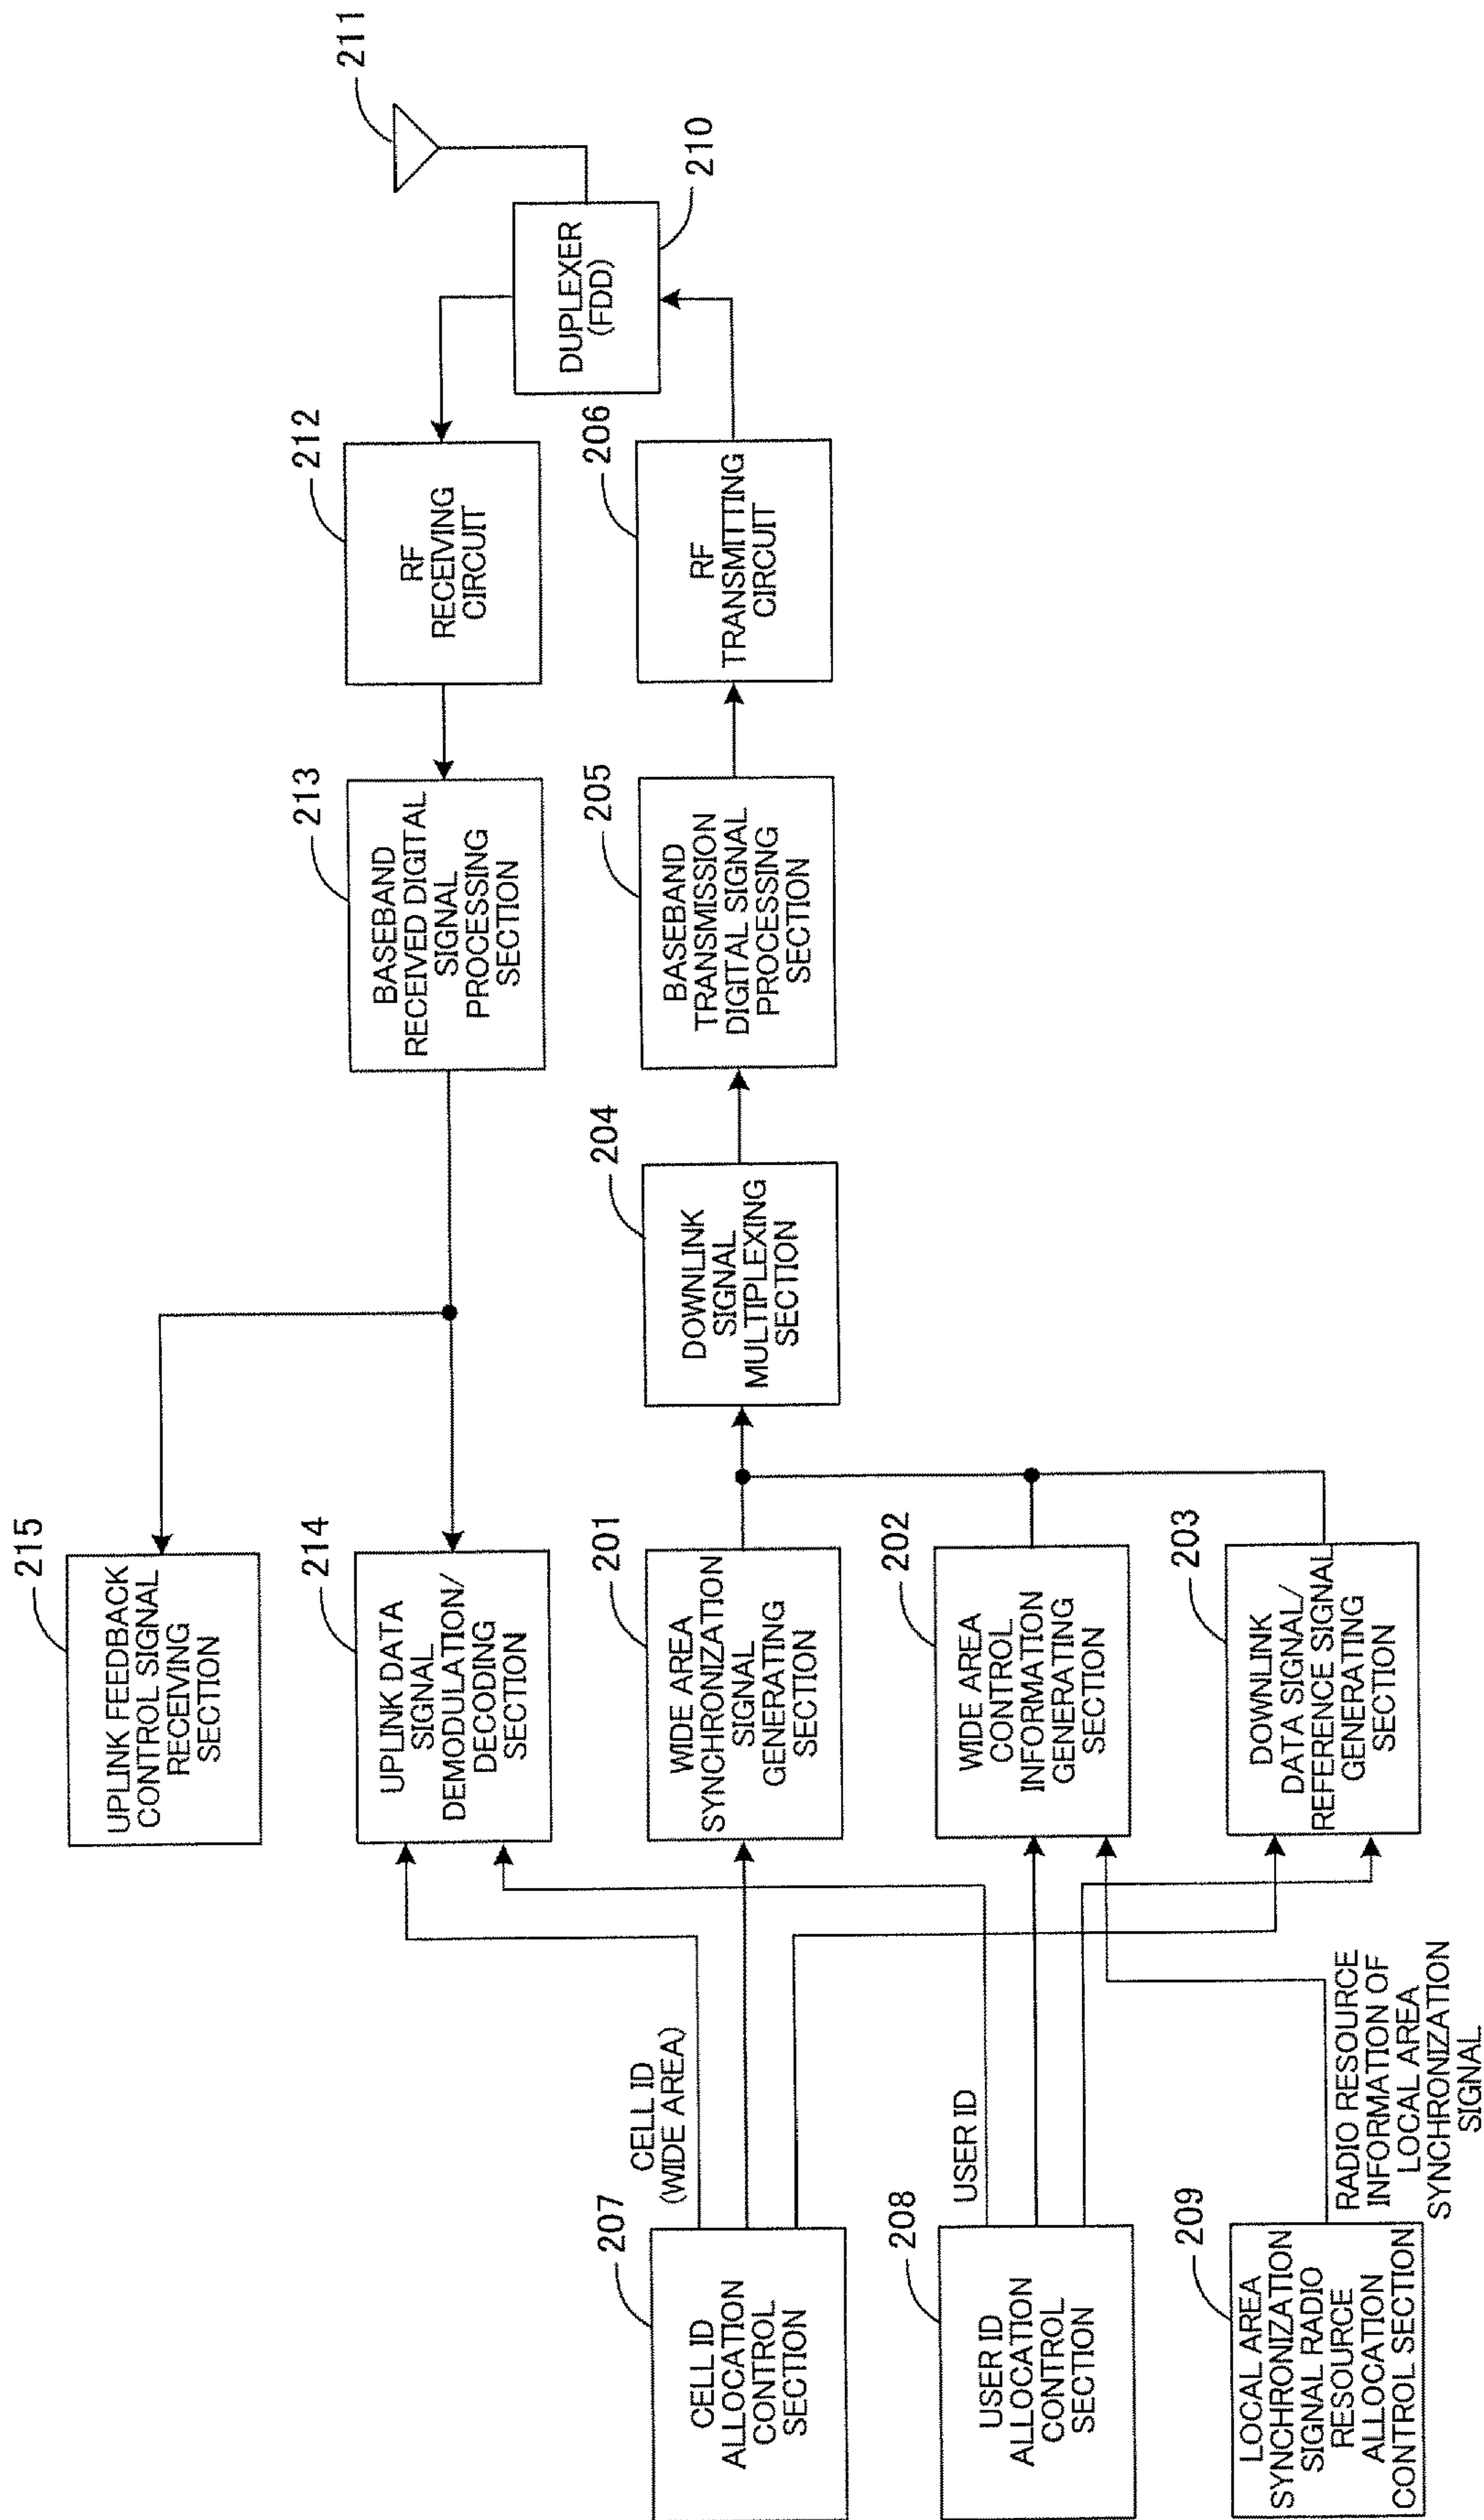 215
UPLINK FEEDBACK
CONTROL SIGNAL
RECEIVING
SECTION
214
UPLINK DATA
SIGNAL
DEMODULATION/
DECODING
SECTION
213
BASEBAND
RECEIVED DIGITAL
SIGNAL
PROCESSING
SECTION
212
RF
RECEIVING
CIRCUIT
211
207
CELL ID
ALLOCATION
CONTROL
SECTION
CELL ID
(WIDE AREA)
201
WIDE AREA
SYNCHRONIZATION
SIGNAL
GENERATING
SECTION
204
DOWNLINK
SIGNAL
MULTIPLEXING
SECTION
205
BASEBAND
TRANSMISSION
DIGITAL SIGNAL
PROCESSING
SECTION
206
RF
TRANSMITTING
CIRCUIT
DUPLEXER
(FDD)
210
208
USER ID
ALLOCATION
CONTROL
SECTION
USER ID
202
WIDE AREA
CONTROL
INFORMATION
GENERATING
SECTION
209
LOCAL AREA
SYNCHRONIZATION
SIGNAL RADIO
RESOURCE
ALLOCATION
CONTROL SECTION
RADIO RESOURCE
INFORMATION OF
LOCAL AREA
SYNCHRONIZATION
SIGNAL
203
DOWNLINK
DATA SIGNAL/
REFERENCE SIGNAL
GENERATING
SECTION